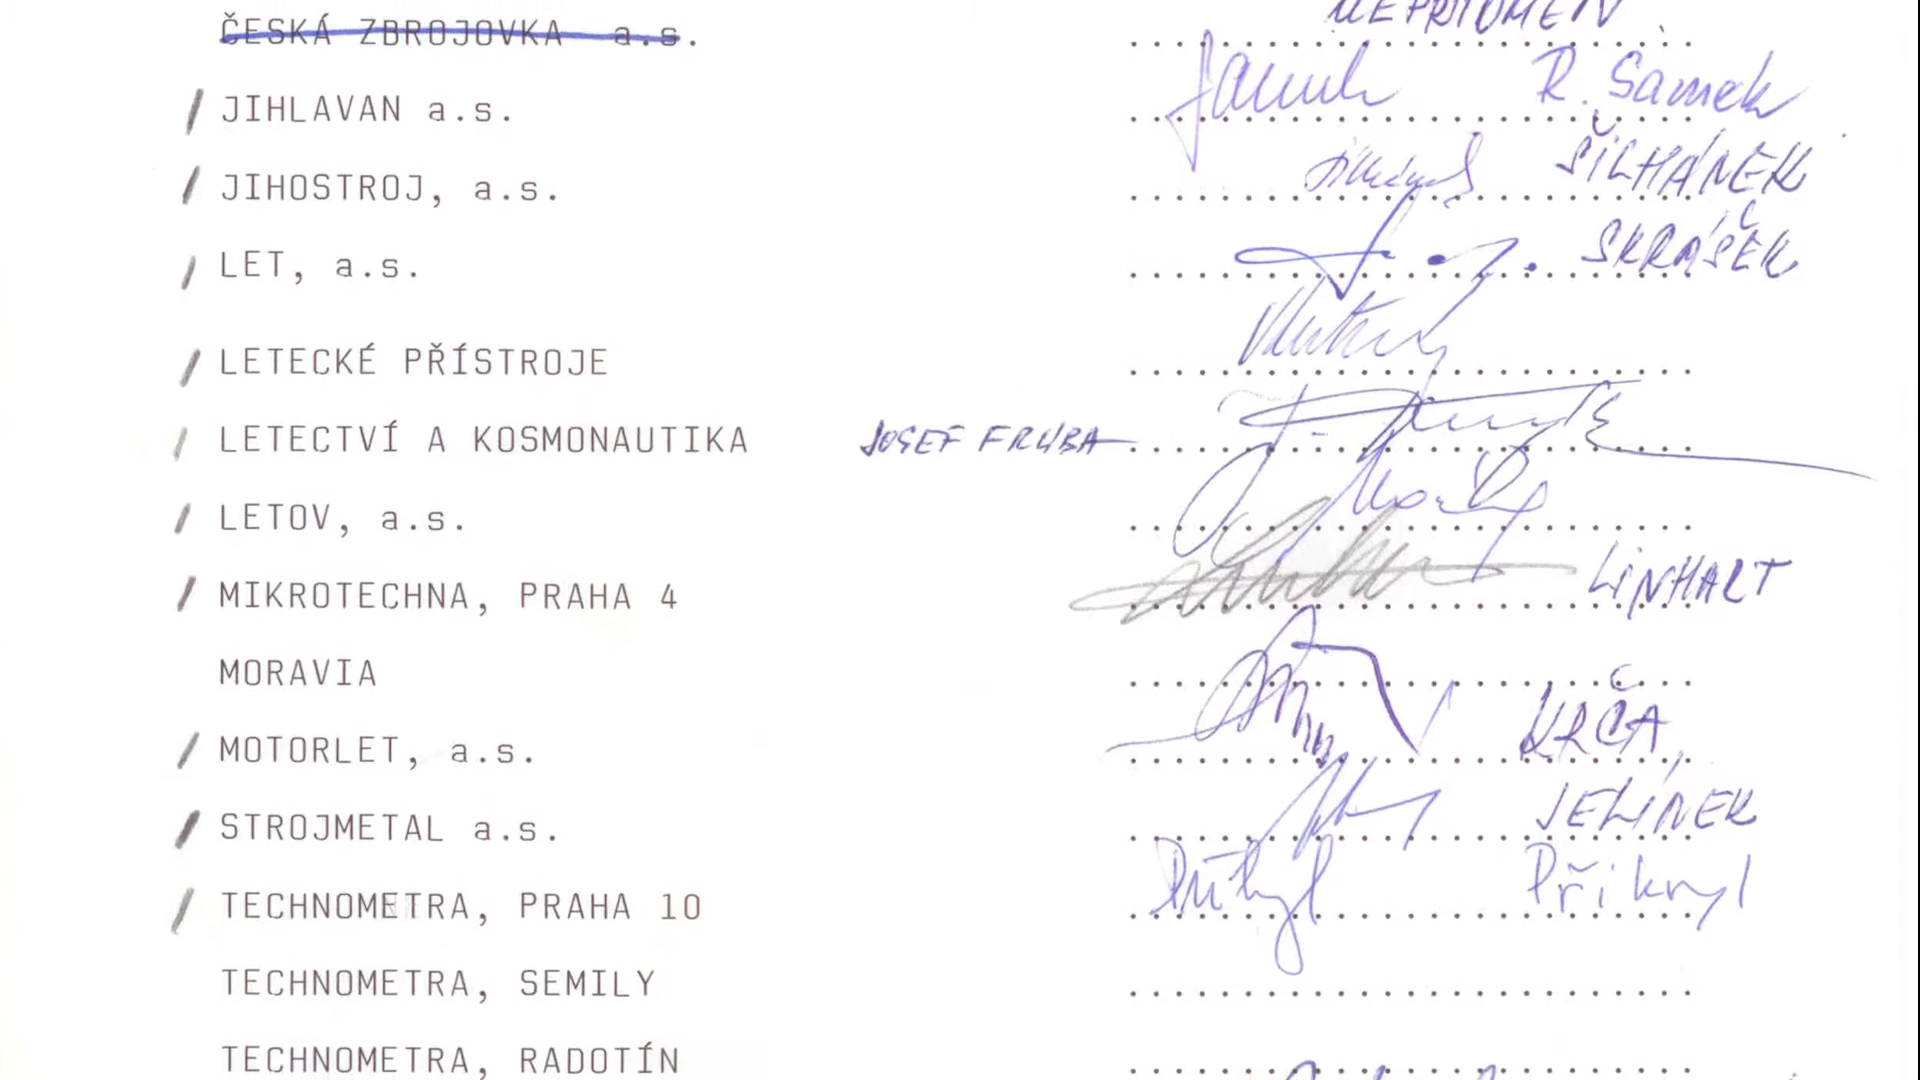 ČESKÁ ZBROJOVKA a.s. NEPŘÍTOMEN
JIHLAVAN a.s. R. Samek
JIHOSTROJ, a.s. ŠILHÁNEK
LET, a.s. SKRÁŠEK
LETECKÉ PŘÍSTROJE
LETECTVÍ A KOSMONAUTIKA JOSEF FRUBA
LETOV, a.s.
MIKROTECHNA, PRAHA 4 LINHART
MORAVIA
MOTORLET, a.s. KRČA,
STROJMETAL a.s. JELÍNEK
TECHNOMETRA, PRAHA 10 Přikryl
TECHNOMETRA, SEMILY
TECHNOMETRA, RADOTÍN